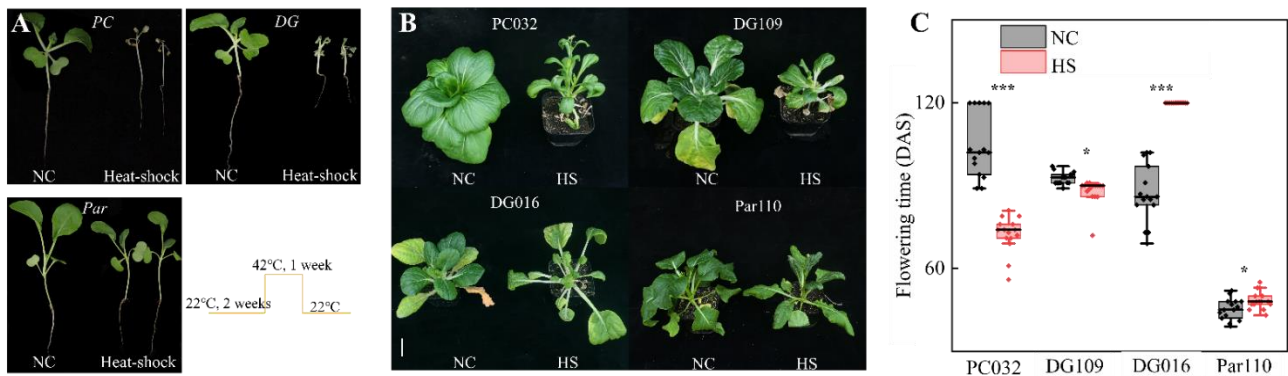 A
PC
DG
NC
Heat-shock
NC
Heat-shock
Par
NC
Heat-shock
42°C, 1 week
22°C, 2 weeks
22°C
B
PC032
DG109
NC
HS
NC
HS
DG016
Par110
NC
HS
NC
HS
C
NC
HS
Flowering time (DAS)
120
60
***
*
***
*
PC032
DG109
DG016
Par110